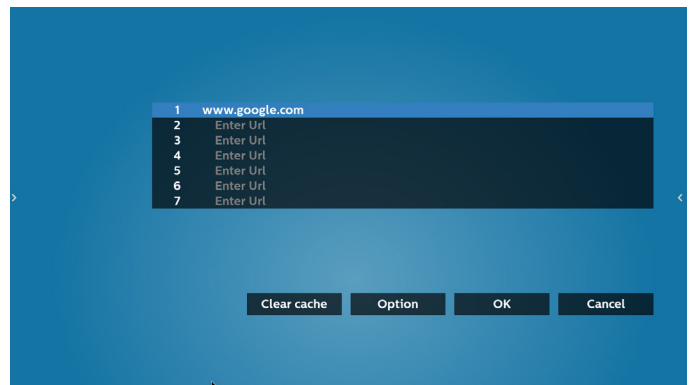 1 www.google.com
2 Enter Url
3 Enter Url
4 Enter Url
5 Enter Url
6 Enter Url
7 Enter Url
Clear cache Option OK Cancel